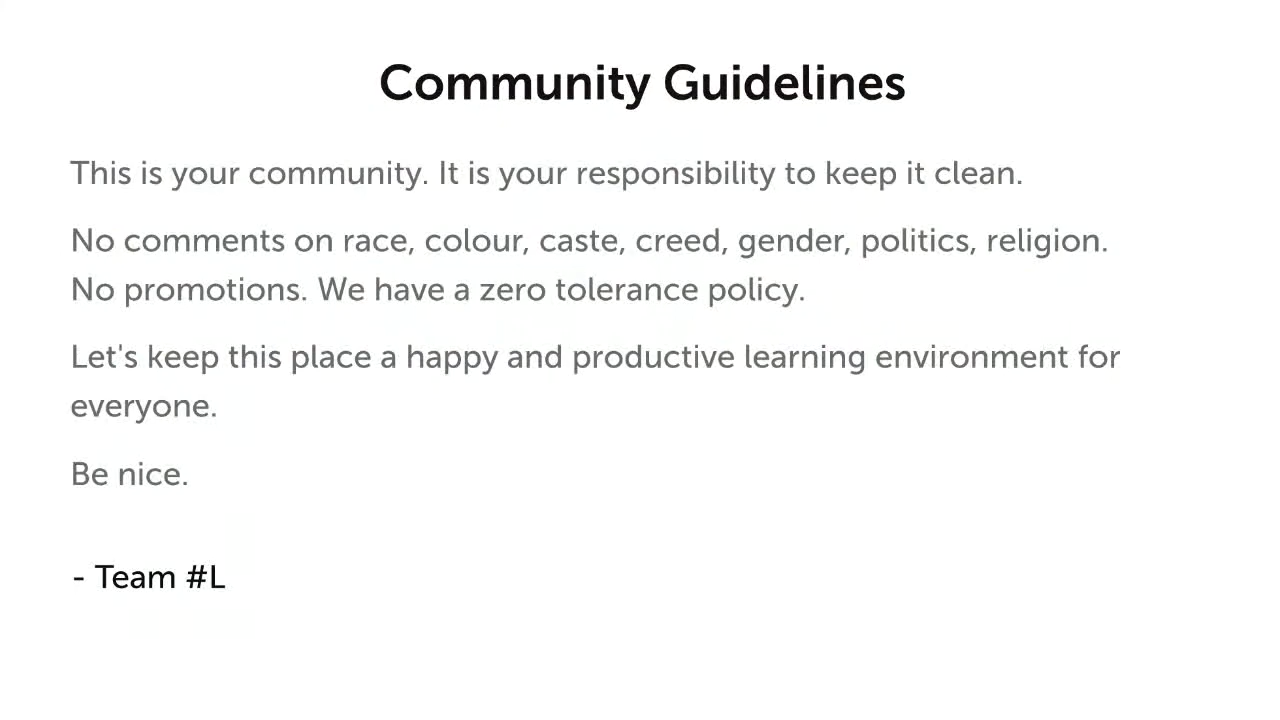 Community Guidelines
This is your community. It is your responsibility to keep it clean.
No comments on race, colour, caste, creed, gender, politics, religion.
No promotions. We have a zero tolerance policy.
Let's keep this place a happy and productive learning environment for
everyone.
Be nice.
- Team #L